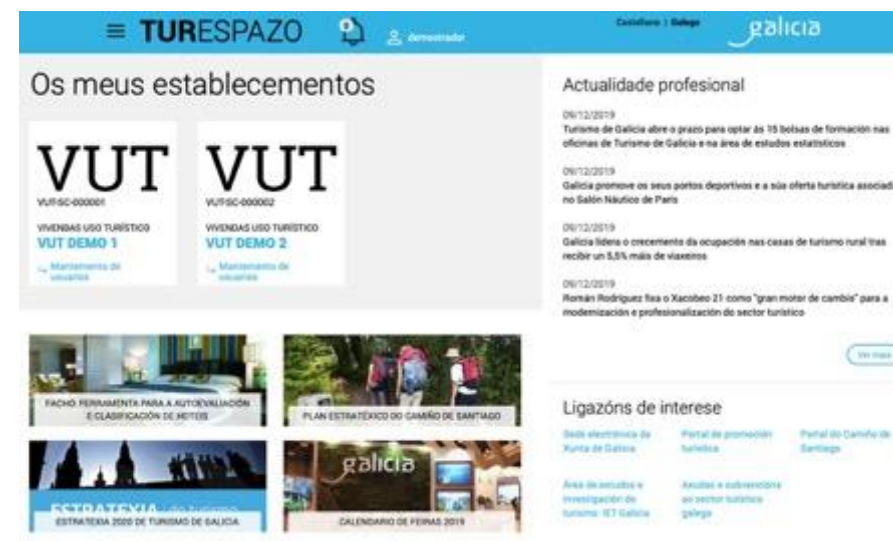 TURESPAZO
0
demostrador
Castellano | Galego
galicia
Os meus establecementos
VUT
VUT-SC-000001
VIVENDAS USO TURÍSTICO
VUT DEMO 1
Mantemento de
usuarios
VUT
VUT-SC-000002
VIVENDAS USO TURÍSTICO
VUT DEMO 2
Mantemento de
usuarios
FACHO: FERRAMENTA PARA A AUTOEVALUACIÓN
E CLASIFICACIÓN DE HOTEIS
PLAN ESTRATÉXICO DO CAMIÑO DE SANTIAGO
ESTRATEXIA do turismo
ESTRATEXIA 2020 DE TURISMO DE GALICIA
galicia
CALENDARIO DE FEIRAS 2019
Actualidade profesional
09/12/2019
Turismo de Galicia abre o prazo para optar ás 15 bolsas de formación nas
oficinas de Turismo de Galicia e na área de estudos estatísticos
09/12/2019
Galicia promove os seus portos deportivos e a súa oferta turística asociada
no Salón Náutico de París
09/12/2019
Galicia lidera o crecemento da ocupación nas casas de turismo rural tras
recibir un 5,5% máis de viaxeiros
09/12/2019
Román Rodríguez fixa o Xacobeo 21 como "gran motor de cambio" para a
modernización e profesionalización do sector turístico
Ver máis
Ligazóns de interese
Sede electrónica da
Xunta de Galicia
Portal de promoción
turística
Portal do Camiño de
Santiago
Área de estudos e
investigación do
turismo: IET Galicia
Axudas e subvencións
ao sector turístico
galego